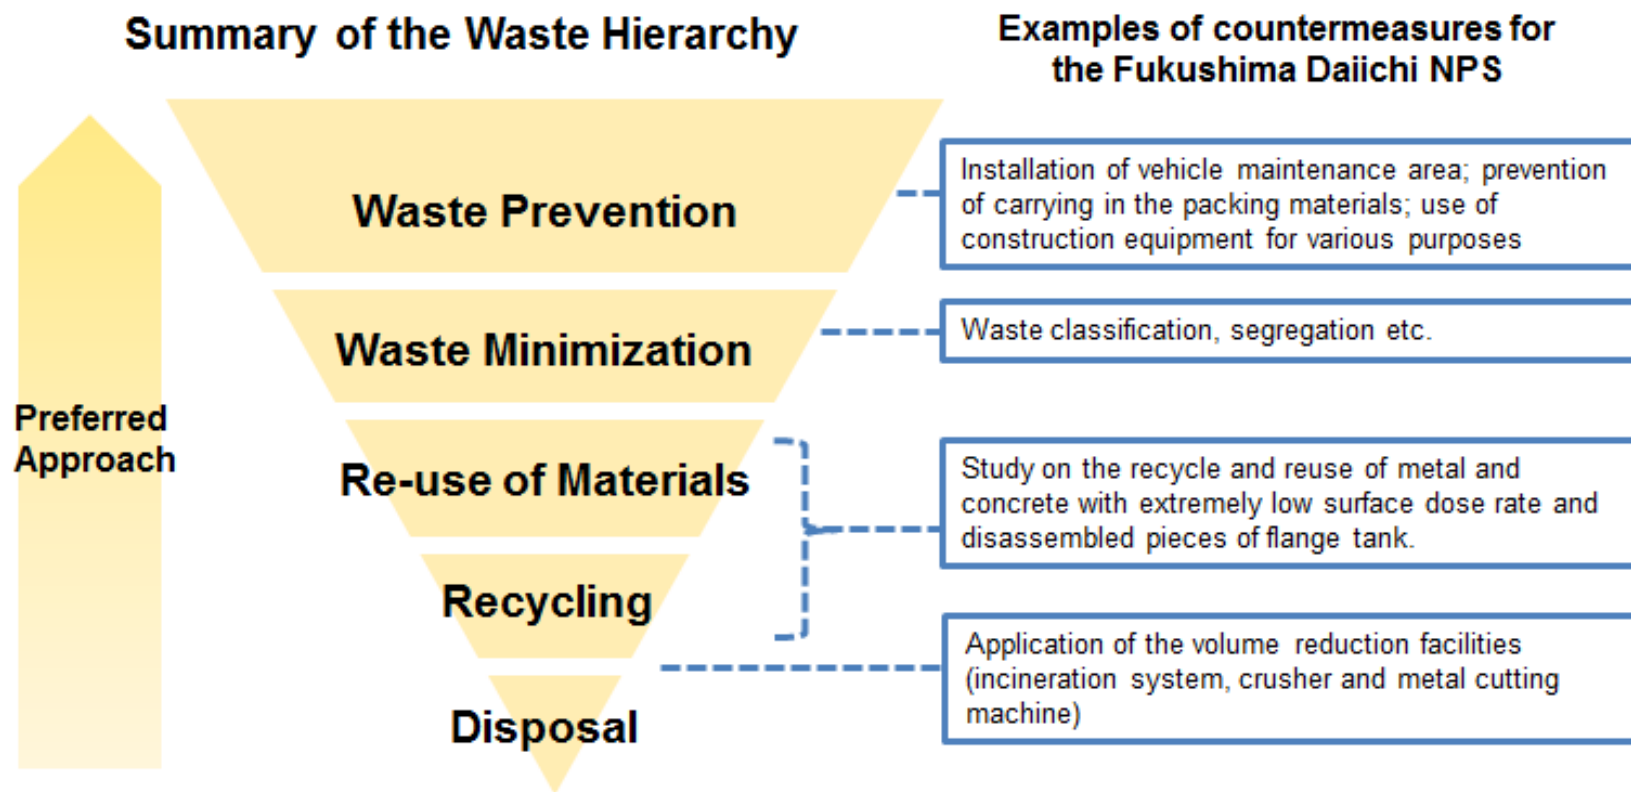 Summary of the Waste Hierarchy
Examples of countermeasures for
the Fukushima Daiichi NPS
Preferred
Approach
Waste Prevention
Installation of vehicle maintenance area; prevention
of carrying in the packing materials; use of
construction equipment for various purposes
Waste Minimization
Waste classification, segregation etc.
Re-use of Materials
Recycling
Study on the recycle and reuse of metal and
concrete with extremely low surface dose rate and
disassembled pieces of flange tank.
Disposal
Application of the volume reduction facilities
(incineration system, crusher and metal cutting
machine)